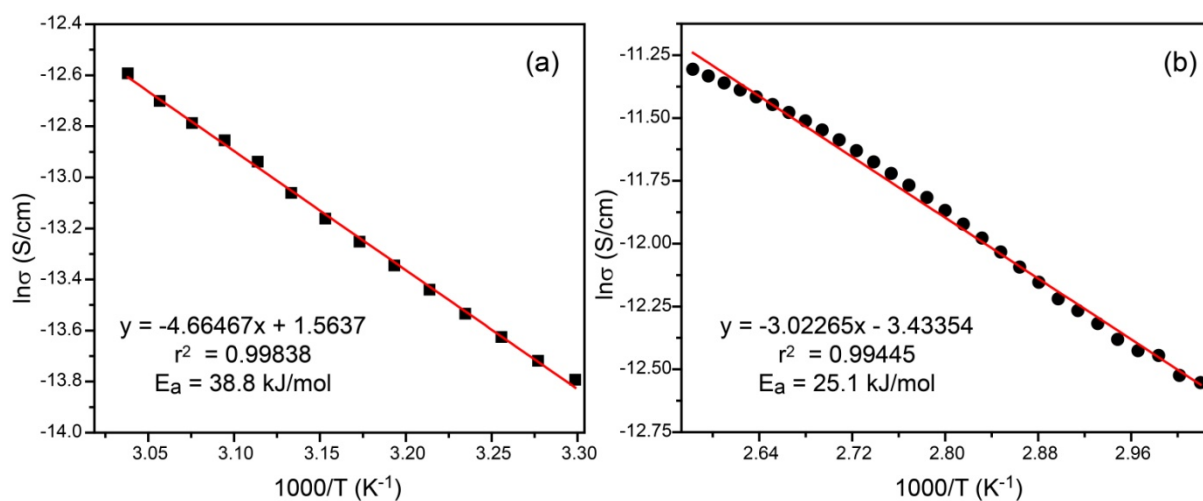 (a)
lnσ (S/cm)
-12.4
-12.6
-12.8
-13.0
-13.2
-13.4
-13.6
-13.8
-14.0
y = -4.66467x + 1.5637
r² = 0.99838
Eₐ = 38.8 kJ/mol
3.05
3.10
3.15
3.20
3.25
3.30
1000/T (K⁻¹)
(b)
lnσ (S/cm)
-11.25
-11.50
-11.75
-12.00
-12.25
-12.50
-12.75
y = -3.02265x - 3.43354
r² = 0.99445
Eₐ = 25.1 kJ/mol
2.64
2.72
2.80
2.88
2.96
1000/T (K⁻¹)